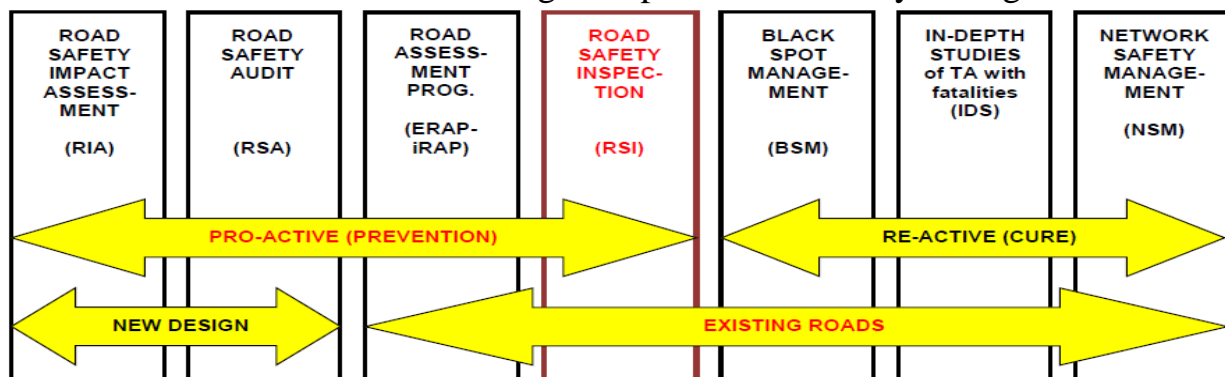 ROAD
SAFETY
IMPACT
ASSESS-
MENT
(RIA)
ROAD
SAFETY
AUDIT
(RSA)
ROAD
ASSESS-
MENT
PROG.
(ERAP-
iRAP)
ROAD
SAFETY
INSPEC-
TION
(RSI)
BLACK
SPOT
MANAGE-
MENT
(BSM)
IN-DEPTH
STUDIES
of TA with
fatalities
(IDS)
NETWORK
SAFETY
MANAGE-
MENT
(NSM)
PRO-ACTIVE (PREVENTION)
RE-ACTIVE (CURE)
NEW DESIGN
EXISTING ROADS